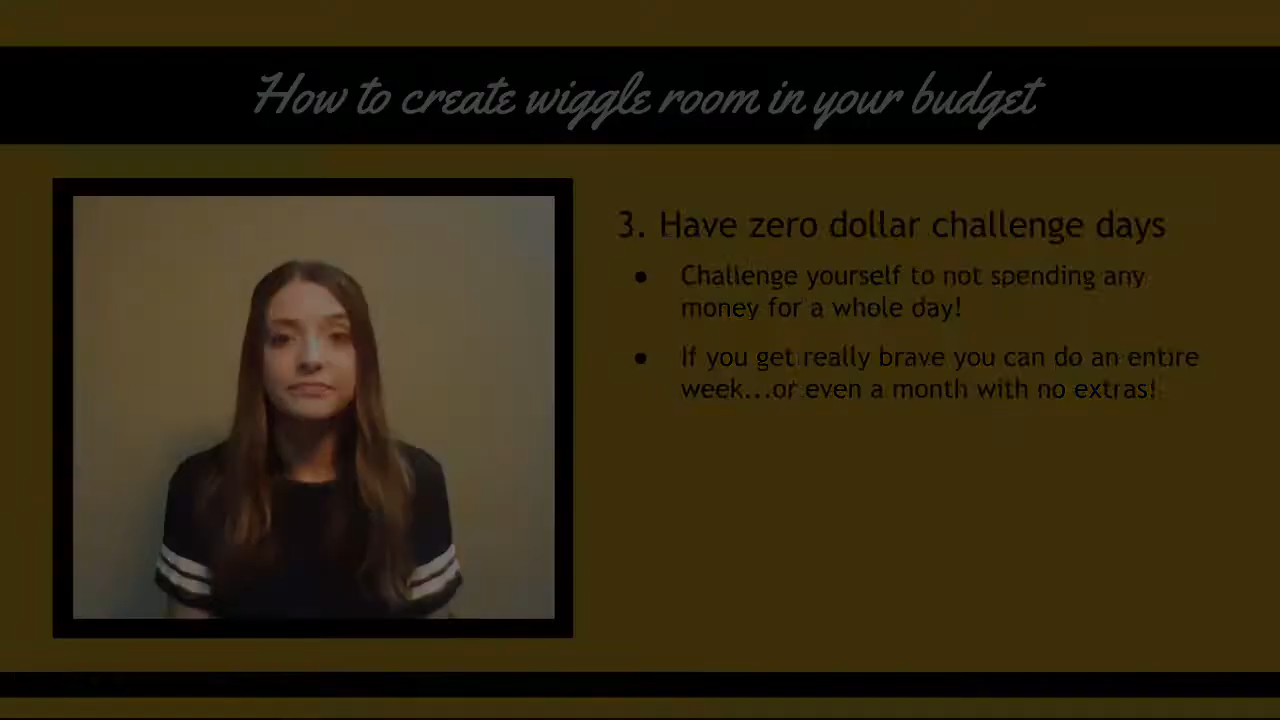 How to create wiggle room in your budget
3. Have zero dollar challenge days
● Challenge yourself to not spending any
money for a whole day!
● If you get really brave you can do an entire
week...or even a month with no extras!